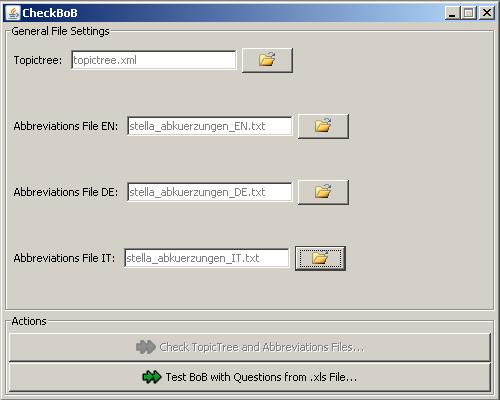 CheckBoB
General File Settings
Topictree: topictree.xml
Abbreviations File EN: stella_abkuerzungen_EN.txt
Abbreviations File DE: stella_abkuerzungen_DE.txt
Abbreviations File IT: stella_abkuerzungen_IT.txt
Actions
Check TopicTree and Abbreviations Files...
Test BoB with Questions from .xls File...